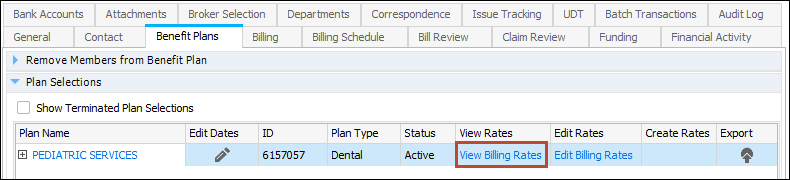 Bank Accounts Attachments Broker Selection Departments Correspondence Issue Tracking UDT Batch Transactions Audit Log
General Contact Benefit Plans Billing Billing Schedule Bill Review Claim Review Funding Financial Activity
Remove Members from Benefit Plan
Plan Selections
Show Terminated Plan Selections
Plan Name Edit Dates ID Plan Type Status View Rates Edit Rates Create Rates Export
PEDIATRIC SERVICES 6157057 Dental Active View Billing Rates Edit Billing Rates